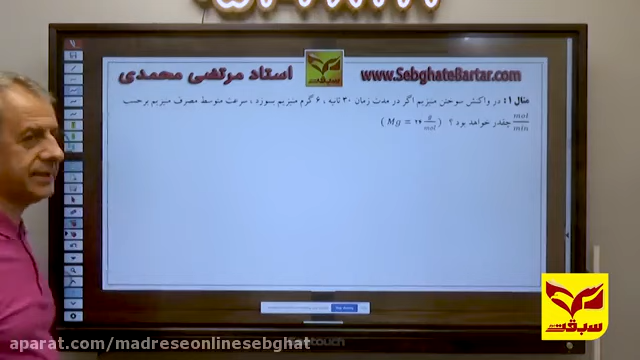 استاد مرتضی محمدی
www.SebghateBartar.com
مثال ۱: در واکنش سوختن منیزیم اگر در مدت زمان ۳۰ ثانیه ، ۶ گرم منیزیم بسوزد ، سرعت متوسط مصرف منیزیم برحسب
mol/min چقدر خواهد بود ؟ ( Mg = ۲۴ g/mol )
touch
سبقت
aparat.com/madreseonlinesebghat